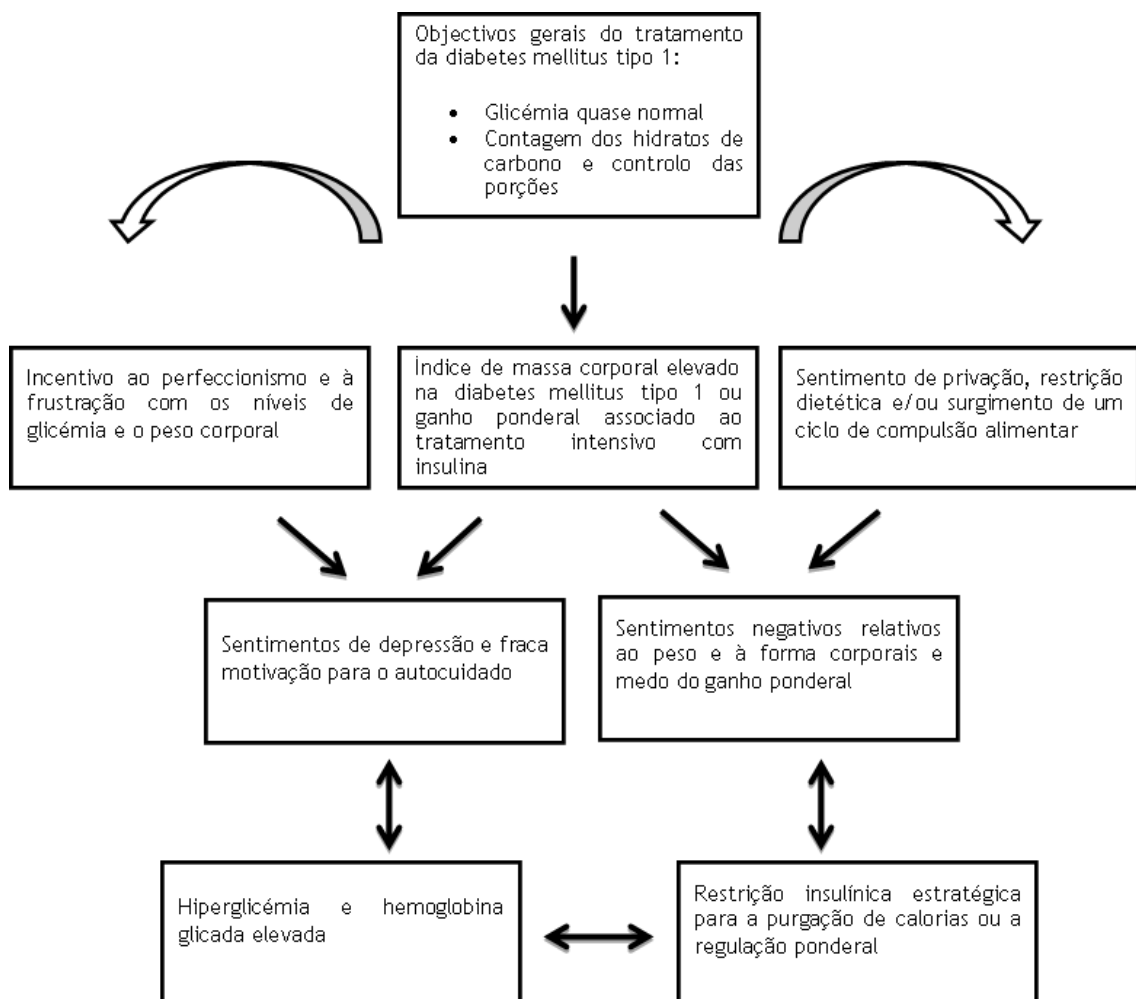 Objectivos gerais do tratamento
da diabetes mellitus tipo 1:
• Glicémia quase normal
• Contagem dos hidratos de
carbono e controlo das
porções
Incentivo ao perfeccionismo e à
frustração com os níveis de
glicémia e o peso corporal
Índice de massa corporal elevado
na diabetes mellitus tipo 1 ou
ganho ponderal associado ao
tratamento intensivo com
insulina
Sentimento de privação, restrição
dietética e/ou surgimento de um
ciclo de compulsão alimentar
Sentimentos de depressão e fraca
motivação para o autocuidado
Sentimentos negativos relativos
ao peso e à forma corporais e
medo do ganho ponderal
Hiperglicémia e hemoglobina
glicada elevada
Restrição insulínica estratégica
para a purgação de calorias ou a
regulação ponderal